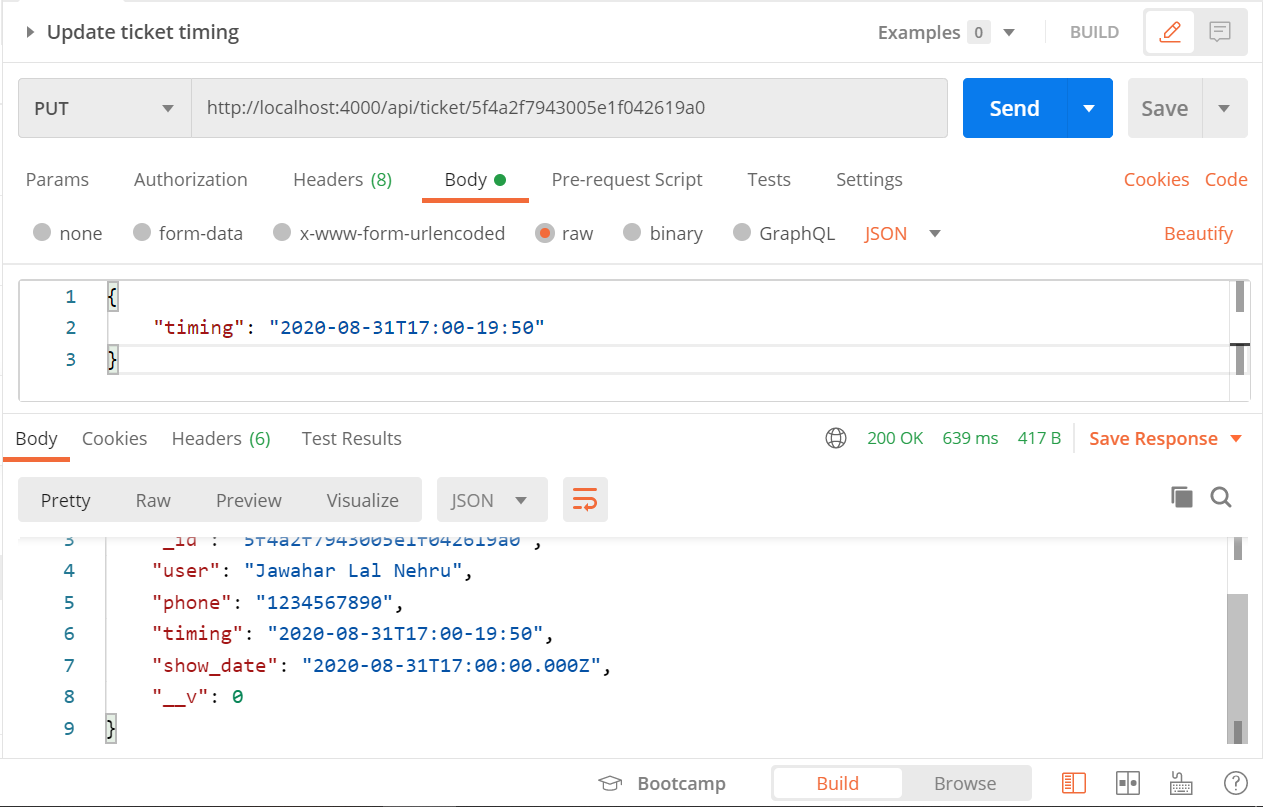 Update ticket timing Examples 0 BUILD
PUT http://localhost:4000/api/ticket/5f4a2f7943005e1f042619a0 Send Save
Params Authorization Headers (8) Body Pre-request Script Tests Settings Cookies Code
none form-data x-www-form-urlencoded raw binary GraphQL JSON Beautify
1 {
2 "timing": "2020-08-31T17:00-19:50"
3 }
Body Cookies Headers (6) Test Results 200 OK 639 ms 417 B Save Response
Pretty Raw Preview Visualize JSON
3 "_id": "5f4a2f7943005e1f042619a0",
4 "user": "Jawahar Lal Nehru",
5 "phone": "1234567890",
6 "timing": "2020-08-31T17:00-19:50",
7 "show_date": "2020-08-31T17:00:00.000Z",
8 "__v": 0
9 }
Bootcamp Build Browse